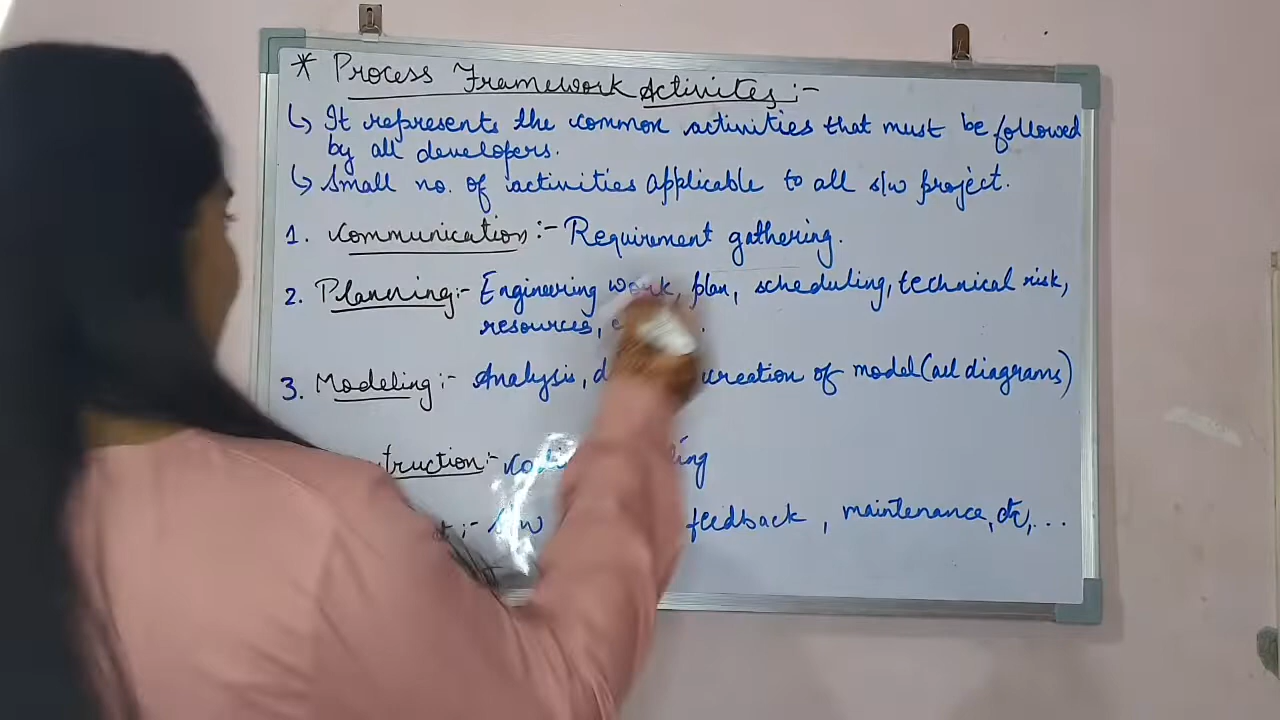 * Process Framework Activites :-
↳ It represents the common activities that must be followed
by all developers.
↳ Small no. of activities applicable to all s/w project.
1. Communication :- Requirement gathering.
2. Planning :- Engineering work, plan, scheduling, technical risk,
resources,
3. Modeling :- Analysis, creation of model (all diagrams)
:-
:- s/w feedback, maintenance, etc, ...